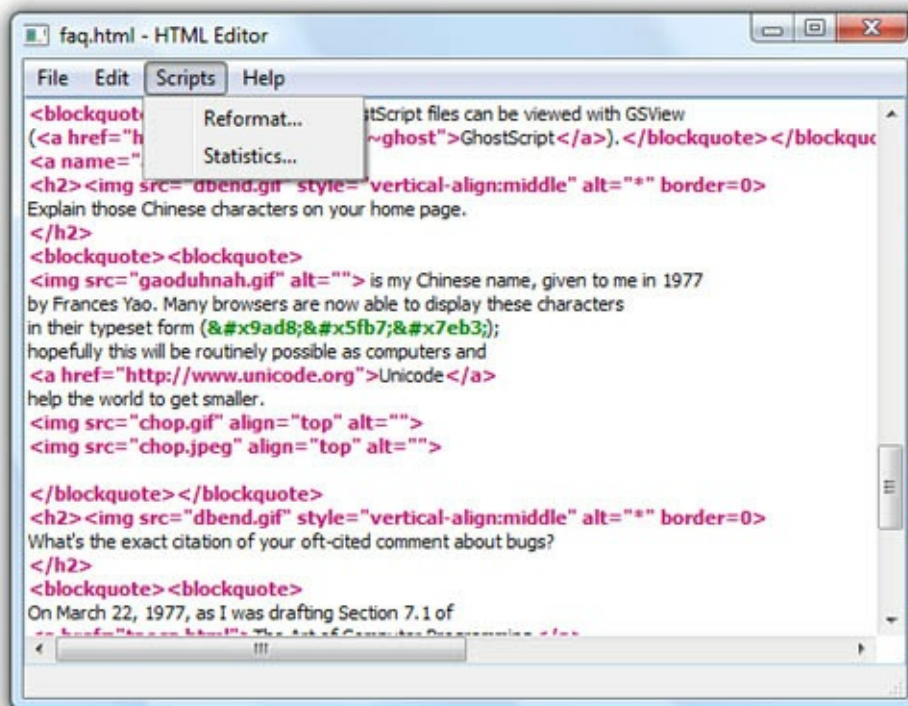 faq.html - HTML Editor
File Edit Scripts Help
Reformat...
Statistics...
<blockquot stScript files can be viewed with GSView
(<a href="h ~ghost">GhostScript</a>).</blockquote></blockquo
<a name="
<h2><img src="dbend.gif" style="vertical-align:middle" alt="*" border=0>
Explain those Chinese characters on your home page.
</h2>
<blockquote><blockquote>
<img src="gaoduhnah.gif" alt=""> is my Chinese name, given to me in 1977
by Frances Yao. Many browsers are now able to display these characters
in their typeset form (&#x9ad8;&#x5fb7;&#x7eb3;);
hopefully this will be routinely possible as computers and
<a href="http://www.unicode.org">Unicode</a>
help the world to get smaller.
<img src="chop.gif" align="top" alt="">
<img src="chop.jpeg" align="top" alt="">
</blockquote></blockquote>
<h2><img src="dbend.gif" style="vertical-align:middle" alt="*" border=0>
What's the exact citation of your oft-cited comment about bugs?
</h2>
<blockquote><blockquote>
On March 22, 1977, as I was drafting Section 7.1 of